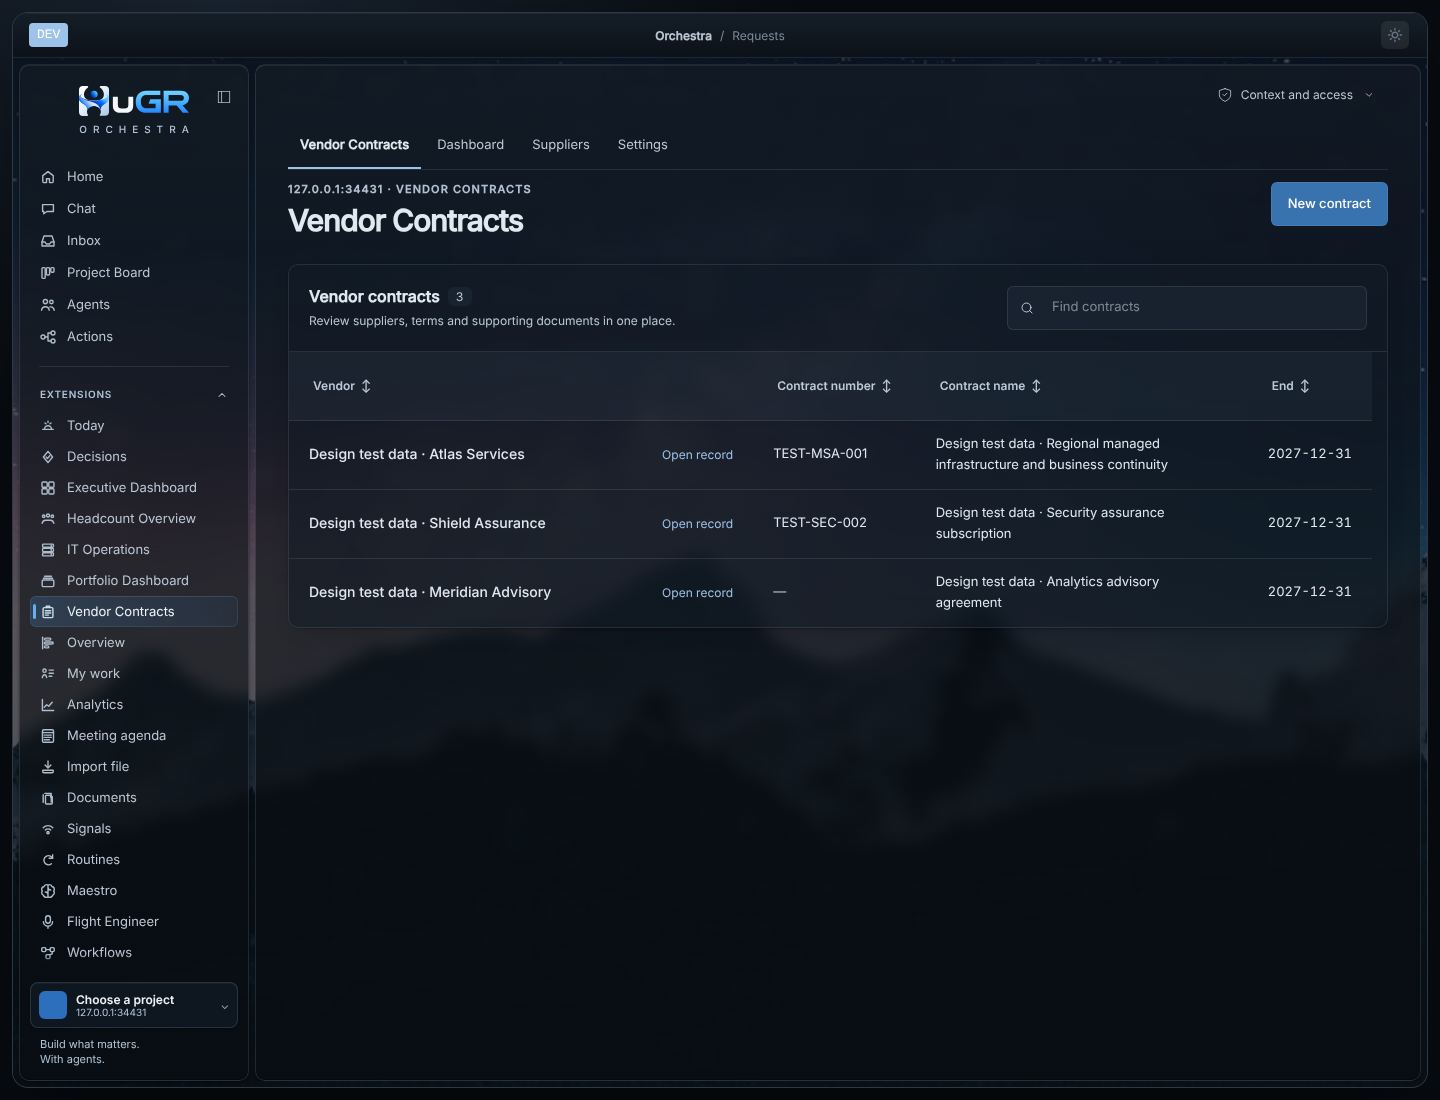 DEV
Orchestra / Requests
HuGR
ORCHESTRA
Home
Chat
Inbox
Project Board
Agents
Actions
EXTENSIONS
Today
Decisions
Executive Dashboard
Headcount Overview
IT Operations
Portfolio Dashboard
Vendor Contracts
Overview
My work
Analytics
Meeting agenda
Import file
Documents
Signals
Routines
Maestro
Flight Engineer
Workflows
Choose a project
127.0.0.1:34431
Build what matters.
With agents.
Context and access
Vendor Contracts Dashboard Suppliers Settings
127.0.0.1:34431 · VENDOR CONTRACTS
Vendor Contracts
New contract
Vendor contracts 3
Review suppliers, terms and supporting documents in one place.
Find contracts
Vendor Contract number Contract name End
Design test data · Atlas Services Open record TEST-MSA-001 Design test data · Regional managed
infrastructure and business continuity 2027-12-31
Design test data · Shield Assurance Open record TEST-SEC-002 Design test data · Security assurance
subscription 2027-12-31
Design test data · Meridian Advisory Open record — Design test data · Analytics advisory
agreement 2027-12-31